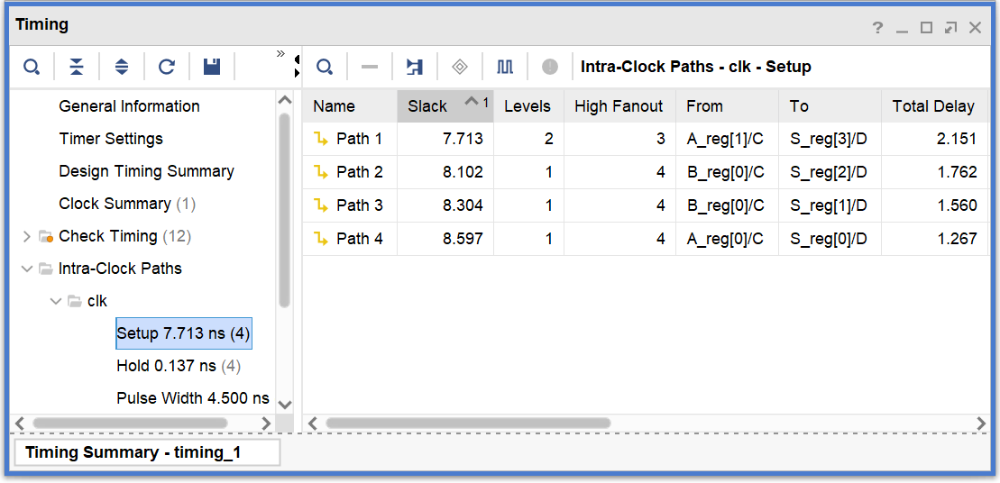 Timing
?
»
Intra-Clock Paths - clk - Setup
General Information
Timer Settings
Design Timing Summary
Clock Summary (1)
Check Timing (12)
Intra-Clock Paths
clk
Setup 7.713 ns (4)
Hold 0.137 ns (4)
Pulse Width 4.500 ns
Name Slack 1 Levels High Fanout From To Total Delay
Path 1 7.713 2 3 A_reg[1]/C S_reg[3]/D 2.151
Path 2 8.102 1 4 B_reg[0]/C S_reg[2]/D 1.762
Path 3 8.304 1 4 B_reg[0]/C S_reg[1]/D 1.560
Path 4 8.597 1 4 A_reg[0]/C S_reg[0]/D 1.267
Timing Summary - timing_1